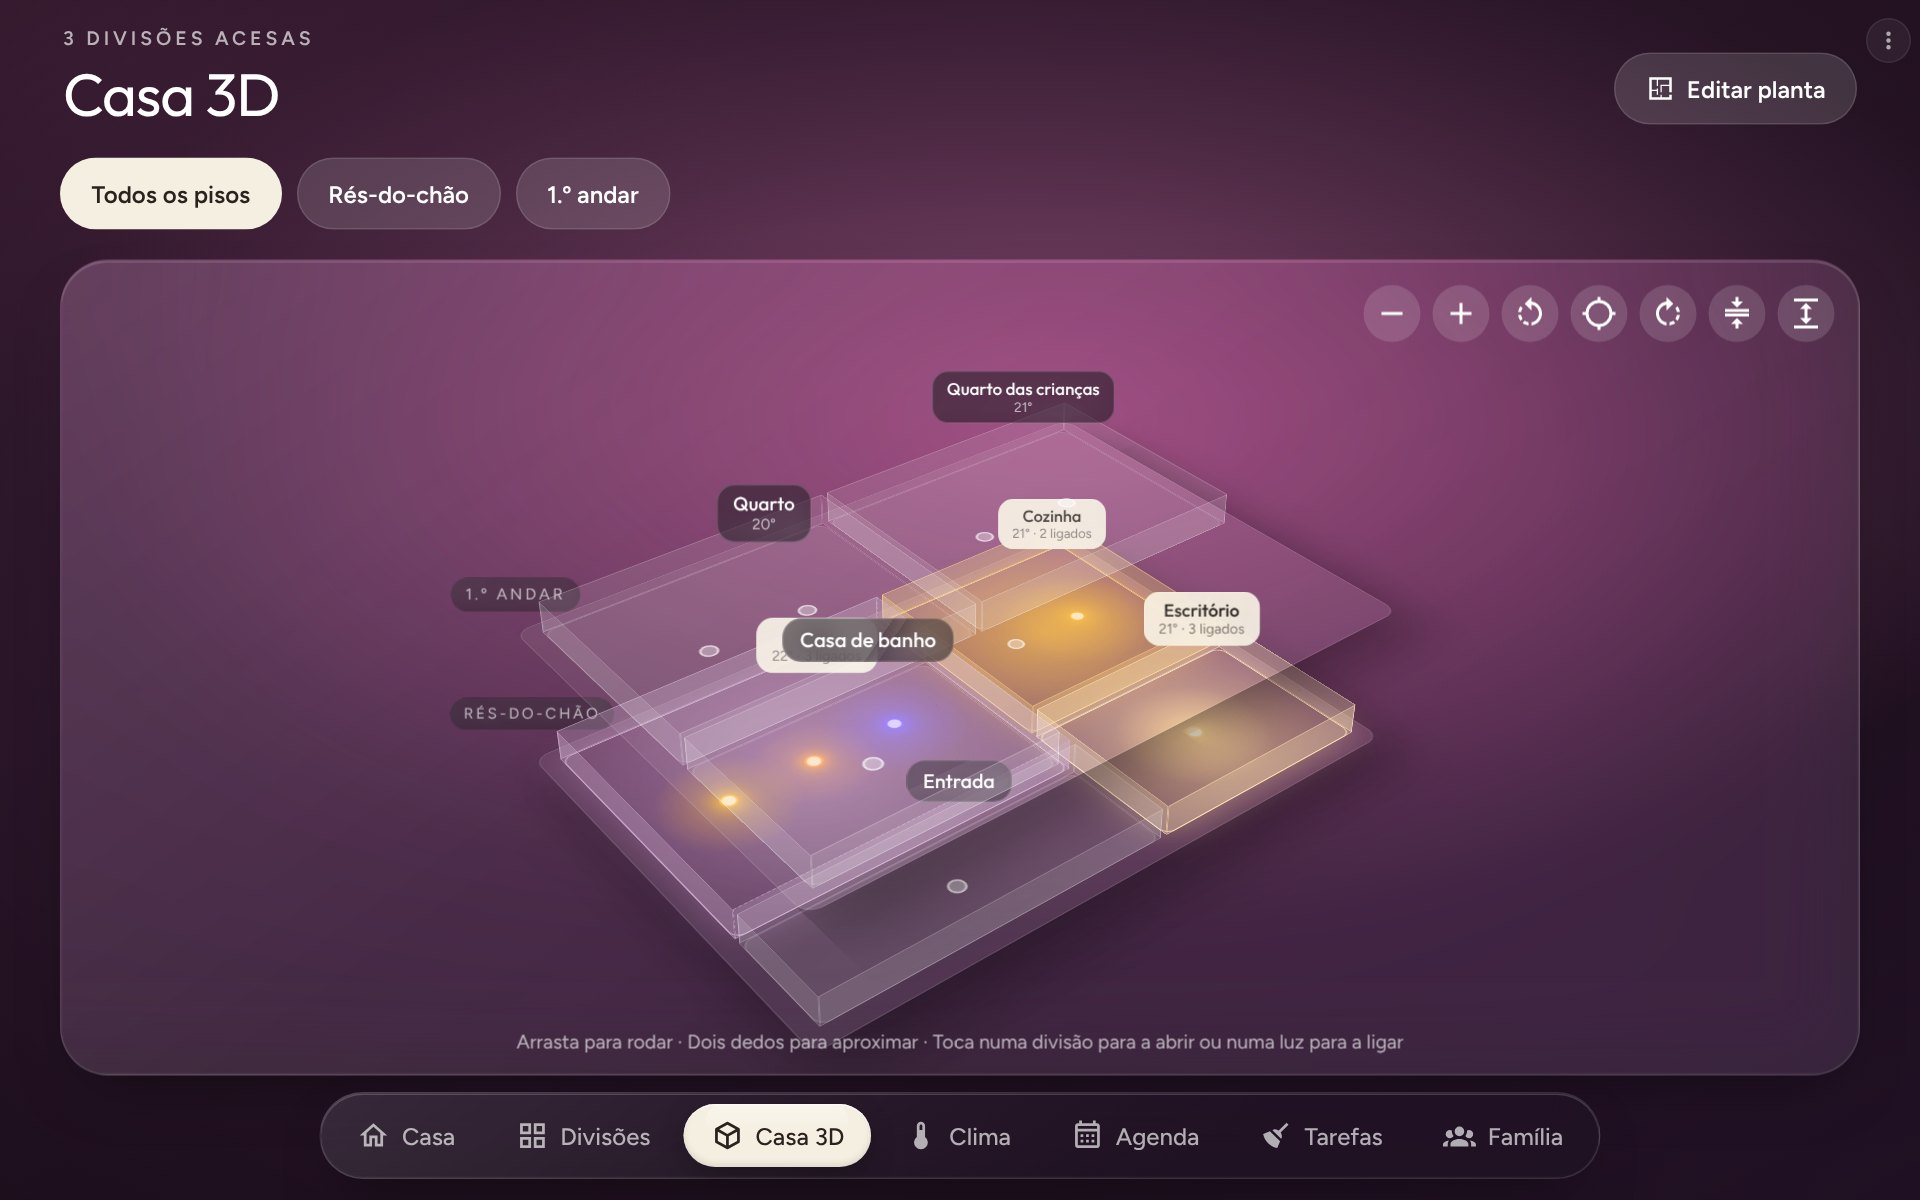 3 DIVISÕES ACESAS
Casa 3D
Editar planta
Todos os pisos
Rés-do-chão
1.º andar
Quarto das crianças
21°
Quarto
20°
Cozinha
21° · 2 ligados
1.º ANDAR
Escritório
21° · 3 ligados
Casa de banho
22
RÉS-DO-CHÃO
Entrada
Arrasta para rodar · Dois dedos para aproximar · Toca numa divisão para a abrir ou numa luz para a ligar
Casa
Divisões
Casa 3D
Clima
Agenda
Tarefas
Família